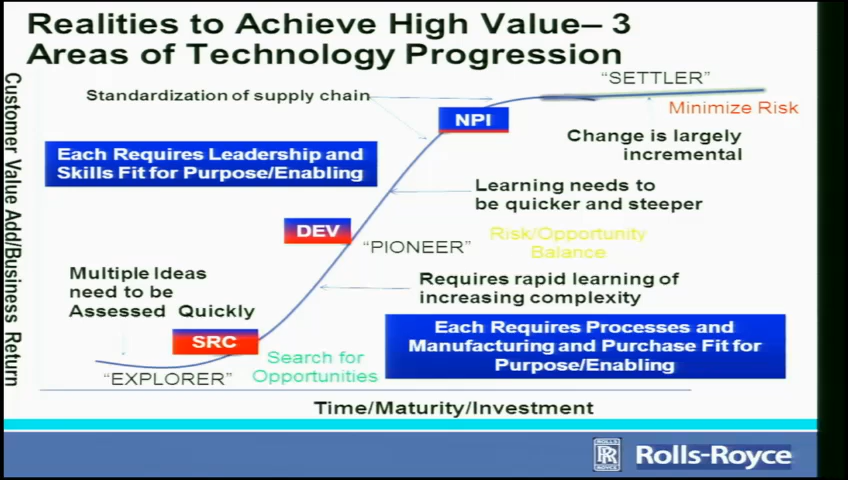 Realities to Achieve High Value– 3
Areas of Technology Progression
Customer Value Add/Business Return
“SETTLER”
Standardization of supply chain
Minimize Risk
NPI
Change is largely
incremental
Each Requires Leadership and
Skills Fit for Purpose/Enabling
Learning needs to
be quicker and steeper
DEV
“PIONEER”
Risk/Opportunity
Balance
Multiple Ideas
need to be
Assessed Quickly
Requires rapid learning of
increasing complexity
SRC
Each Requires Processes and
Manufacturing and Purchase Fit for
Purpose/Enabling
Search for
Opportunities
“EXPLORER”
Time/Maturity/Investment
ROLLS
RR
ROYCE
Rolls-Royce